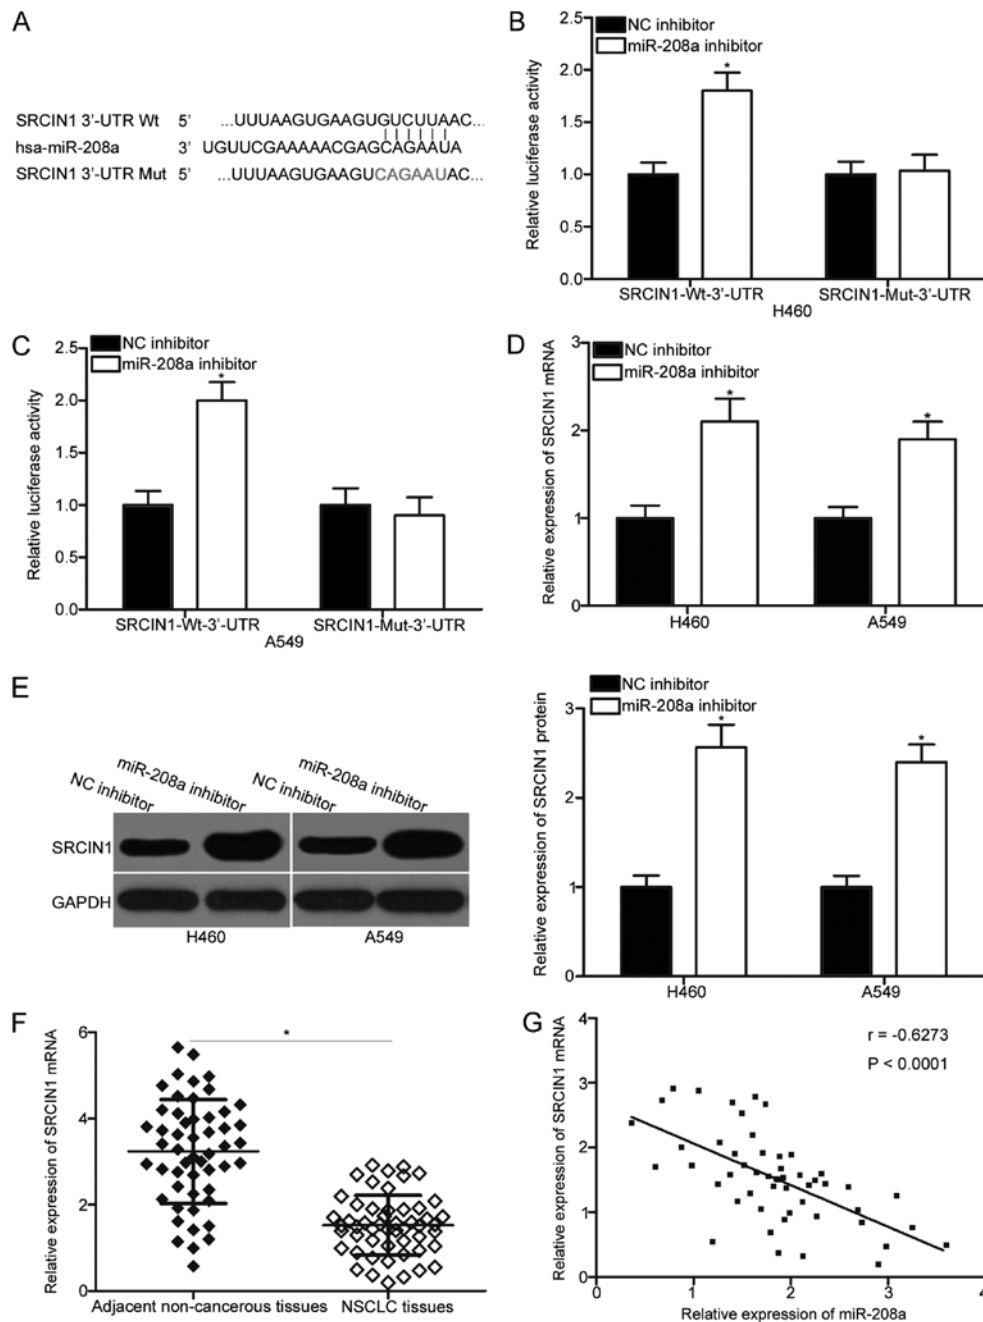 A
SRCIN1 3'-UTR Wt 5' ...UUUAAGUGAAGUGUCUUAAC...
hsa-miR-208a 3' UGUUCGAAAAACGAGCAGAAUA
SRCIN1 3'-UTR Mut 5' ...UUUAAGUGAAGUCAGAAUAC...
B
NC inhibitor
miR-208a inhibitor
Relative luciferase activity
2.5
2.0
1.5
1.0
0.5
0.0
*
SRCIN1-Wt-3'-UTR SRCIN1-Mut-3'-UTR
H460
C
NC inhibitor
miR-208a inhibitor
Relative luciferase activity
2.5
2.0
1.0
1.0
0.5
0.0
*
SRCIN1-Wt-3'-UTR SRCIN1-Mut-3'-UTR
A549
D
NC inhibitor
miR-208a inhibitor
Relative expression of SRCIN1 mRNA
3
2
1
0
* *
H460 A549
E
NC inhibitor miR-208a inhibitor NC inhibitor miR-208a inhibitor
SRCIN1
GAPDH
H460 A549
NC inhibitor
miR-208a inhibitor
Relative expression of SRCIN1 protein
3
2
1
0
* *
H460 A549
F
Relative expression of SRCIN1 mRNA
6
4
2
0
*
Adjacent non-cancerous tissues NSCLC tissues
G
Relative expression of SRCIN1 mRNA
4
3
2
1
0
r = -0.6273
P < 0.0001
0 1 2 3 4
Relative expression of miR-208a